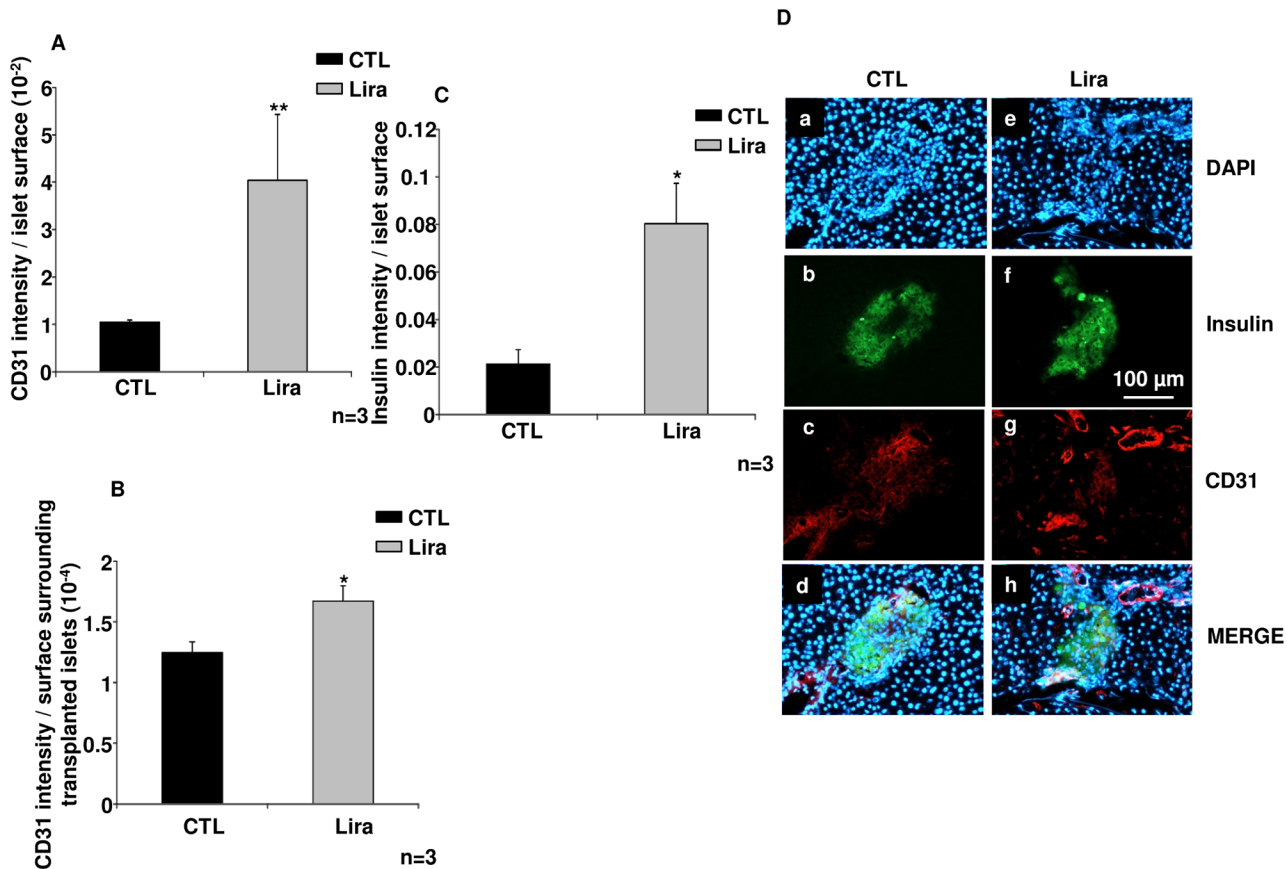 A
CTL
Lira
CD31 intensity / islet surface (10-2)
6
5
4
3
2
1
0
**
CTL
Lira
n=3
B
CTL
Lira
CD31 intensity / surface surrounding
transplanted islets (10-4)
2
1.5
1
0.5
0
*
CTL
Lira
n=3
C
CTL
Lira
Insulin intensity / islet surface
0.12
0.1
0.08
0.06
0.04
0.02
0
*
CTL
Lira
n=3
D
CTL
Lira
a
e
DAPI
b
f
Insulin
100 µm
c
g
CD31
d
h
MERGE